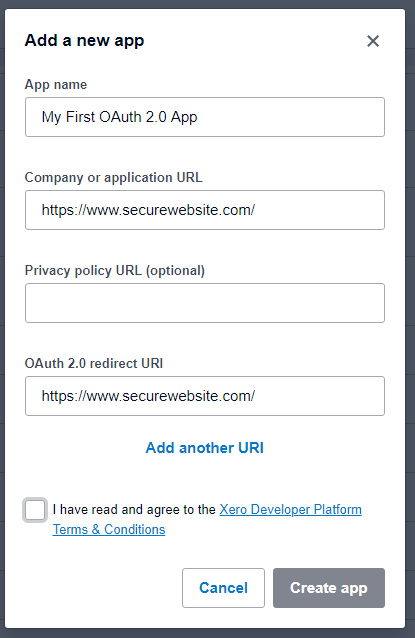 Add a new app
App name
My First OAuth 2.0 App
Company or application URL
https://www.securewebsite.com/
Privacy policy URL (optional)
OAuth 2.0 redirect URI
https://www.securewebsite.com/
Add another URI
I have read and agree to the Xero Developer Platform
Terms & Conditions
Cancel Create app